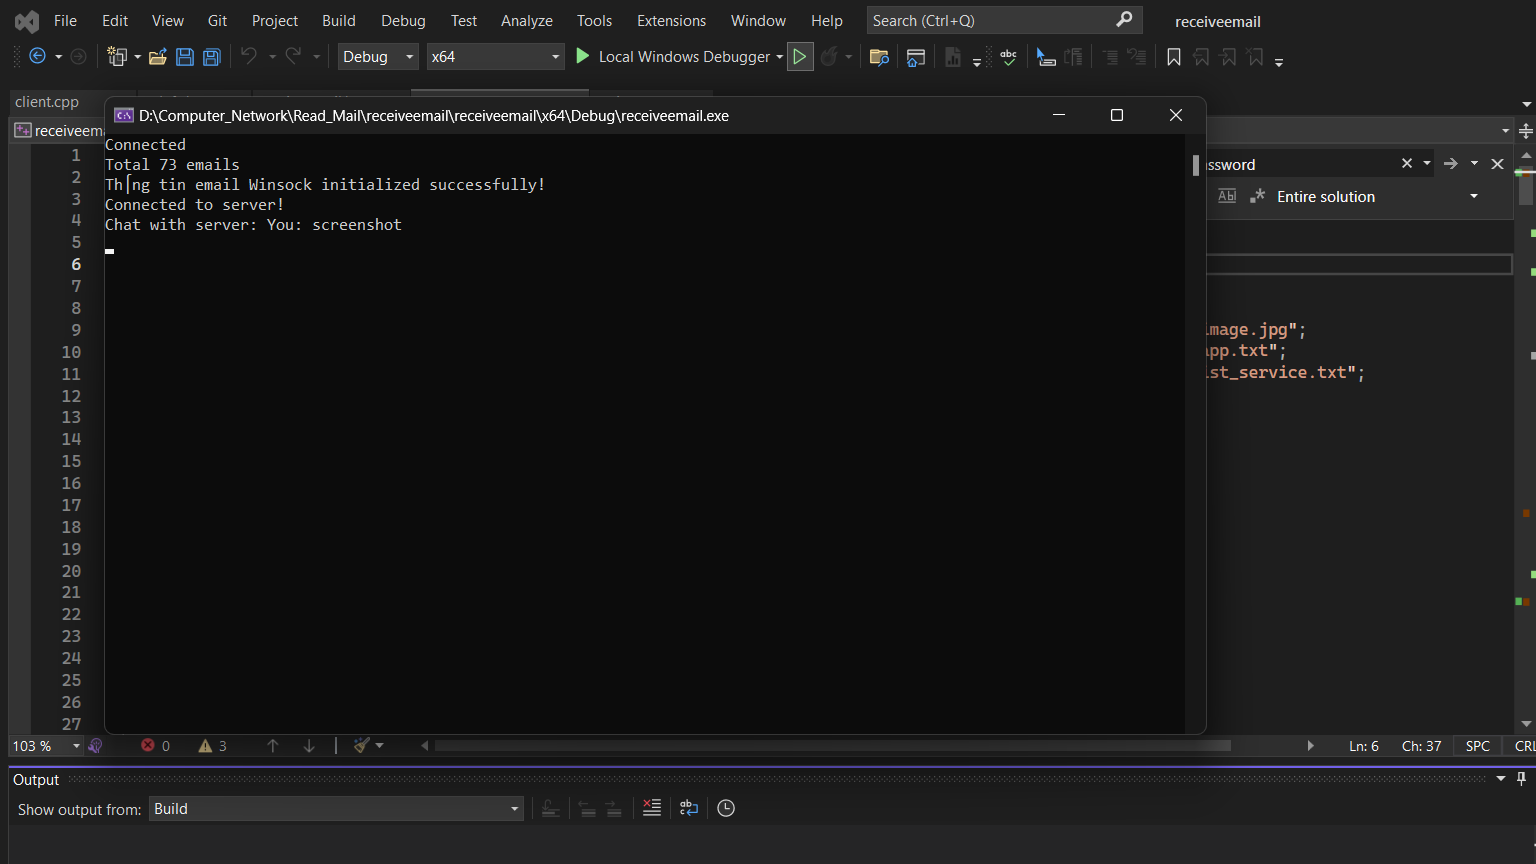 File Edit View Git Project Build Debug Test Analyze Tools Extensions Window Help Search (Ctrl+Q) receiveemail
Debug x64 Local Windows Debugger
client.cpp
D:\Computer_Network\Read_Mail\receiveemail\receiveemail\x64\Debug\receiveemail.exe
receiveema
Connected
Total 73 emails
Th⌠ng tin email Winsock initialized successfully!
Connected to server!
Chat with server: You: screenshot
ssword
Entire solution
1
2
3
4
5
6
7
8
9
10
11
12
13
14
15
16
17
18
19
20
21
22
23
24
25
26
27
image.jpg";
app.txt";
ist_service.txt";
103 % 0 3 Ln: 6 Ch: 37 SPC CRL
Output
Show output from: Build